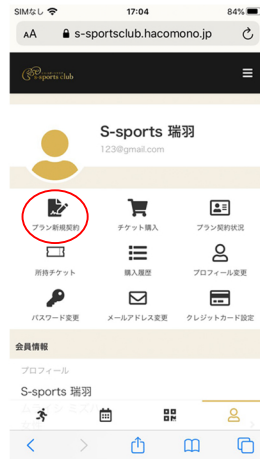 SIMなし 17:04 84%
AA s-sportsclub.hacomono.jp
S-sports club
S-sports 瑞羽
123@gmail.com
プラン新規契約 チケット購入 プラン契約状況
所持チケット 購入履歴 プロフィール変更
パスワード変更 メールアドレス変更 クレジットカード設定
会員情報
プロフィール
S-sports 瑞羽